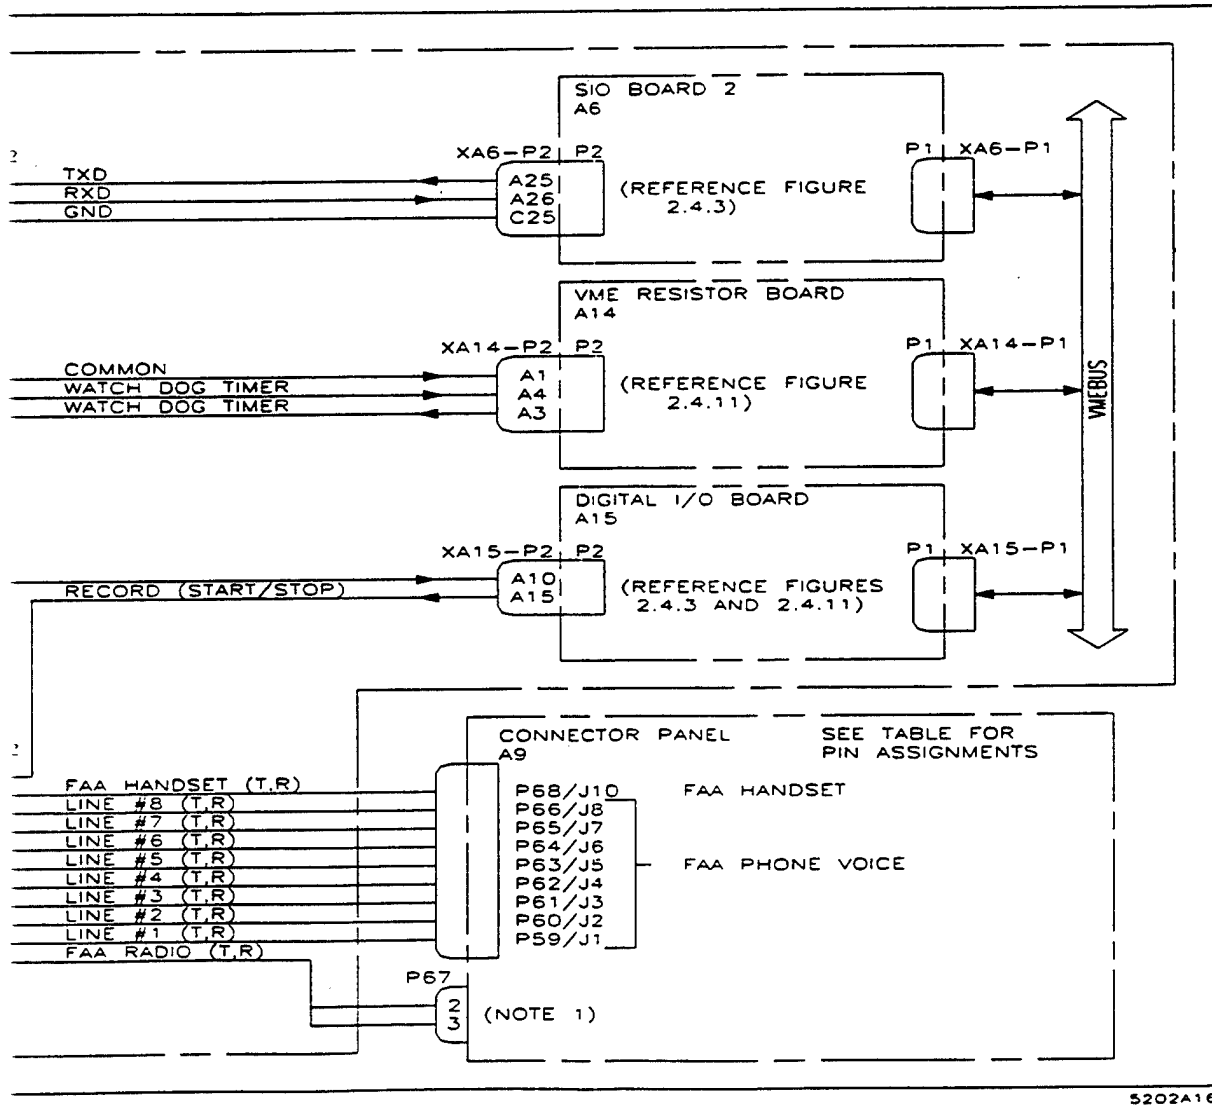 SIO BOARD 2
A6
2
XA6-P2 P2
P1 XA6-P1
TXD
RXD
GND
A25
A26
C25
(REFERENCE FIGURE
2.4.3)
VME RESISTOR BOARD
A14
XA14-P2 P2
P1 XA14-P1
COMMON
WATCH DOG TIMER
WATCH DOG TIMER
A1
A4
A3
(REFERENCE FIGURE
2.4.11)
VMEBUS
DIGITAL I/O BOARD
A15
XA15-P2 P2
P1 XA15-P1
RECORD (START/STOP)
A10
A15
(REFERENCE FIGURES
2.4.3 AND 2.4.11)
2
CONNECTOR PANEL
A9
SEE TABLE FOR
PIN ASSIGNMENTS
FAA HANDSET (T,R)
LINE #8 (T,R)
LINE #7 (T,R)
LINE #6 (T,R)
LINE #5 (T,R)
LINE #4 (T,R)
LINE #3 (T,R)
LINE #2 (T,R)
LINE #1 (T,R)
FAA RADIO (T,R)
P68/J10
P66/J8
P65/J7
P64/J6
P63/J5
P62/J4
P61/J3
P60/J2
P59/J1
FAA HANDSET
FAA PHONE VOICE
P67
2
3
(NOTE 1)
5202A16